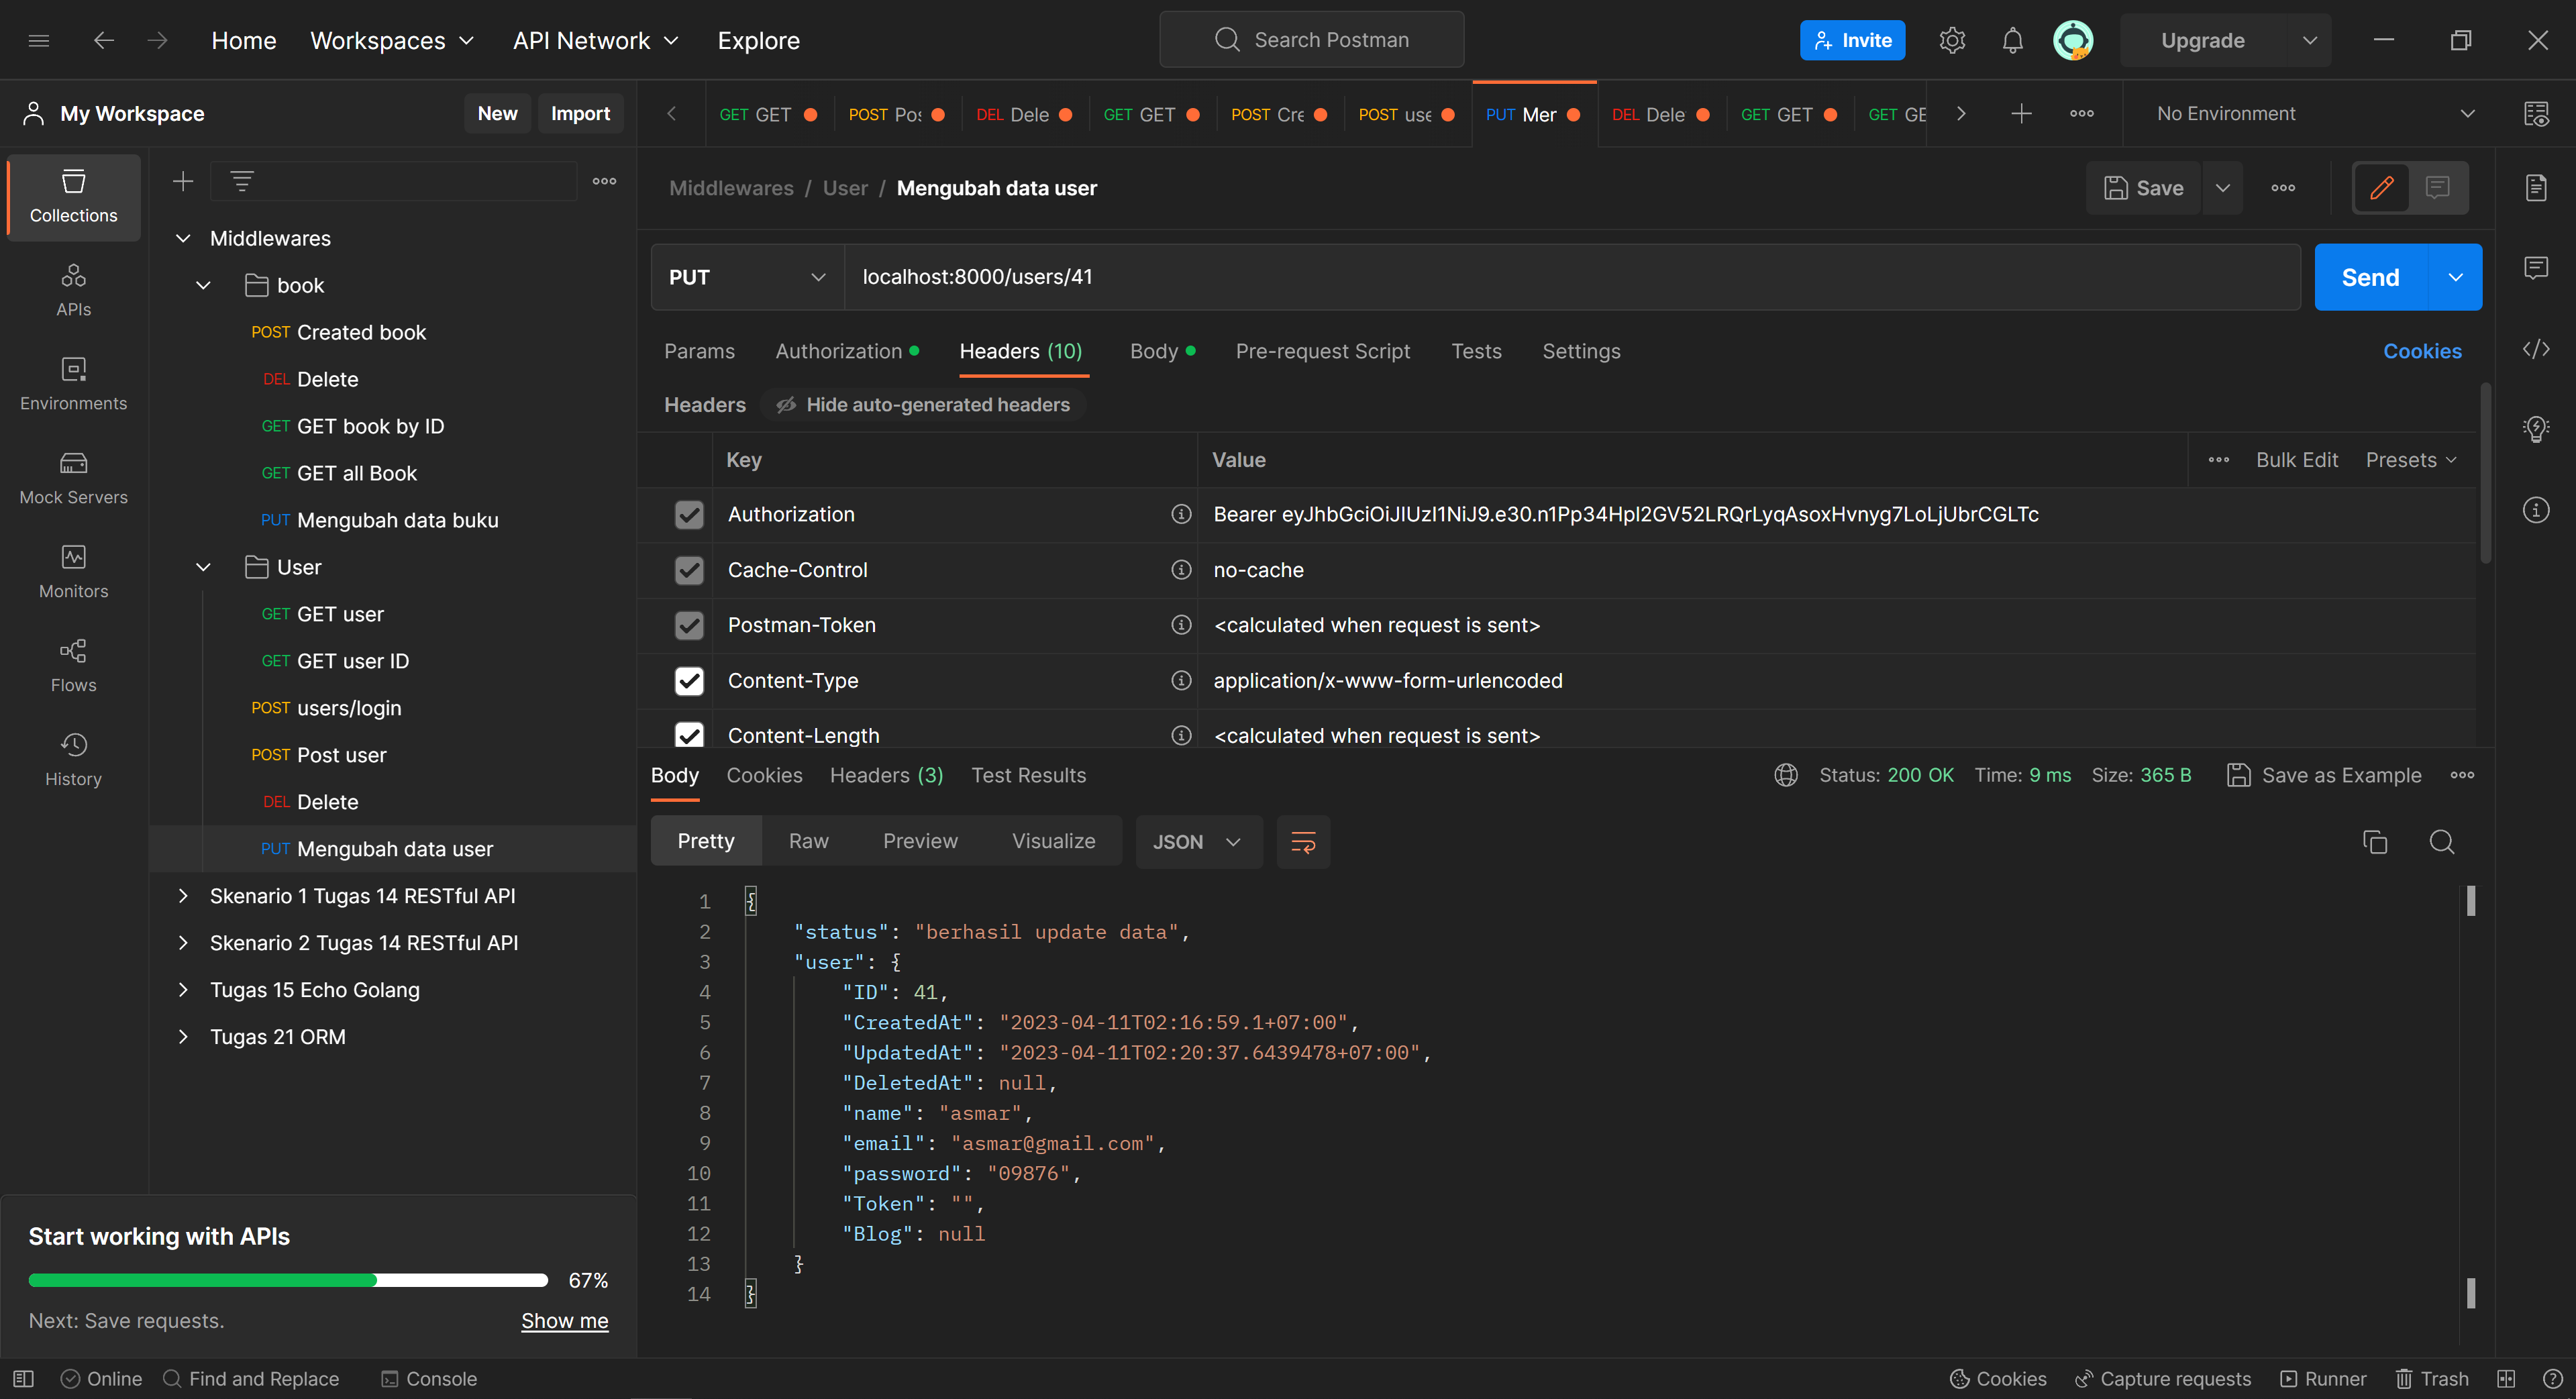 Home Workspaces API Network Explore Search Postman Invite Upgrade
My Workspace New Import
GET GET POST Pos DEL Dele GET GET POST Cre POST use PUT Mer DEL Dele GET GET GET GE No Environment
Collections
APIs
Environments
Mock Servers
Monitors
Flows
History
Middlewares
book
POST Created book
DEL Delete
GET GET book by ID
GET GET all Book
PUT Mengubah data buku
User
GET GET user
GET GET user ID
POST users/login
POST Post user
DEL Delete
PUT Mengubah data user
Skenario 1 Tugas 14 RESTful API
Skenario 2 Tugas 14 RESTful API
Tugas 15 Echo Golang
Tugas 21 ORM
Start working with APIs
67%
Next: Save requests. Show me
Middlewares / User / Mengubah data user Save
PUT localhost:8000/users/41 Send
Params Authorization Headers (10) Body Pre-request Script Tests Settings Cookies
Headers Hide auto-generated headers
Key Value Bulk Edit Presets
Authorization Bearer eyJhbGciOiJIUzI1NiJ9.e30.n1Pp34HpI2GV52LRQrLyqAsoxHvnyg7LoLjUbrCGLTc
Cache-Control no-cache
Postman-Token <calculated when request is sent>
Content-Type application/x-www-form-urlencoded
Content-Length <calculated when request is sent>
Body Cookies Headers (3) Test Results Status: 200 OK Time: 9 ms Size: 365 B Save as Example
Pretty Raw Preview Visualize JSON
1 {
2 "status": "berhasil update data",
3 "user": {
4 "ID": 41,
5 "CreatedAt": "2023-04-11T02:16:59.1+07:00",
6 "UpdatedAt": "2023-04-11T02:20:37.6439478+07:00",
7 "DeletedAt": null,
8 "name": "asmar",
9 "email": "asmar@gmail.com",
10 "password": "09876",
11 "Token": "",
12 "Blog": null
13 }
14 }
Online Find and Replace Console Cookies Capture requests Runner Trash